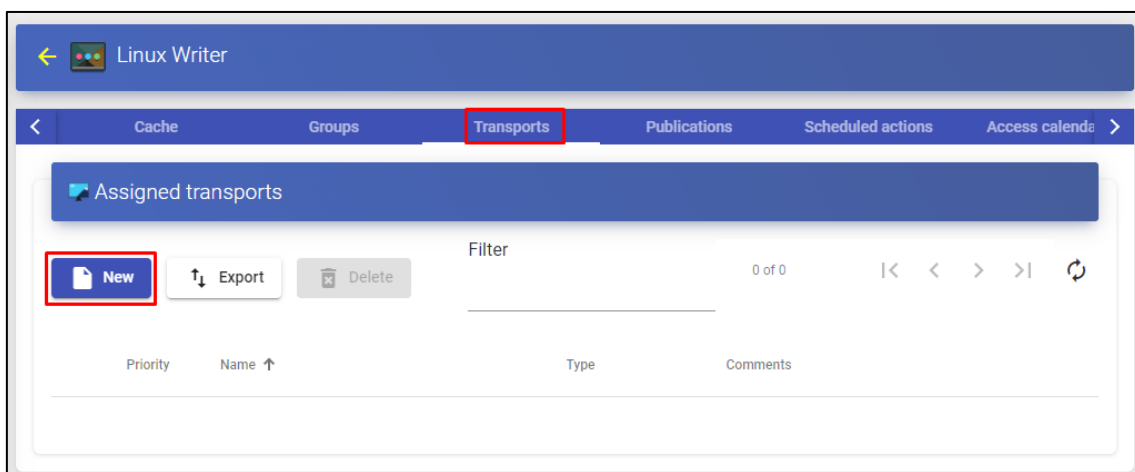 Linux Writer
Cache Groups Transports Publications Scheduled actions Access calenda
Assigned transports
Filter
New Export Delete 0 of 0
Priority Name Type Comments